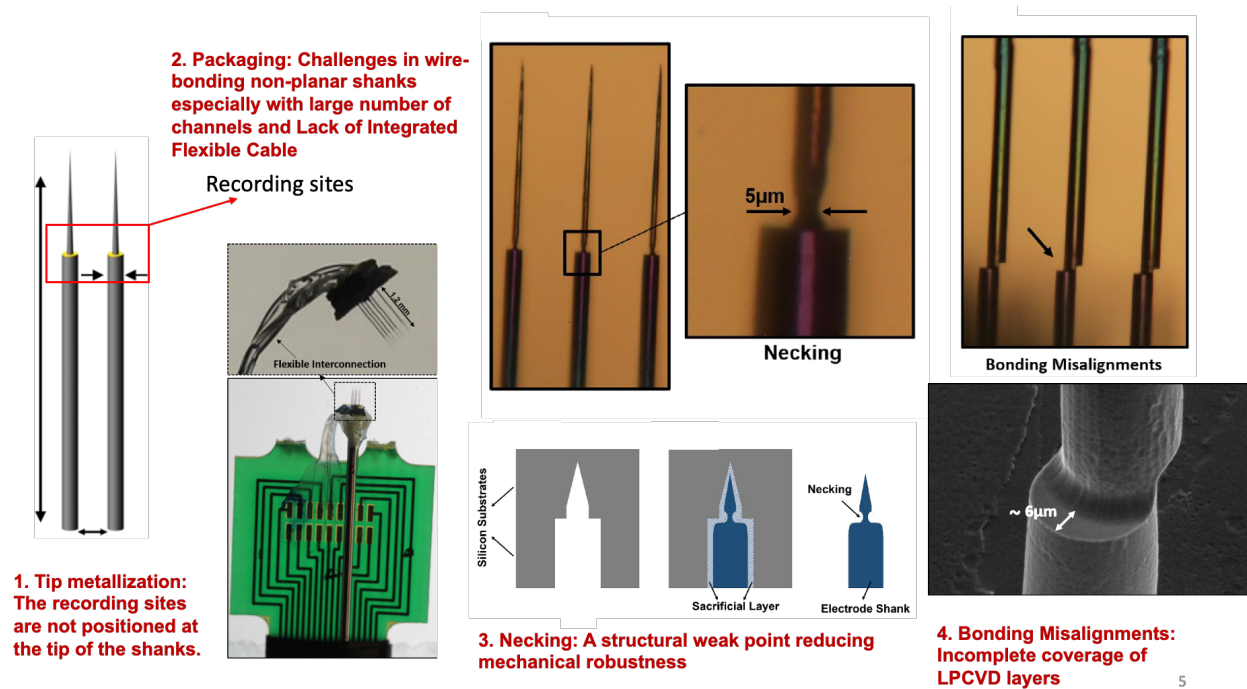 2. Packaging: Challenges in wire-
bonding non-planar shanks
especially with large number of
channels and Lack of Integrated
Flexible Cable
Recording sites
1.2 mm
Flexible Interconnection
1. Tip metallization:
The recording sites
are not positioned at
the tip of the shanks.
5μm
Necking
Silicon Substrates
Necking
Sacrificial Layer
Electrode Shank
3. Necking: A structural weak point reducing
mechanical robustness
Bonding Misalignments
~ 6μm
4. Bonding Misalignments:
Incomplete coverage of
LPCVD layers
5